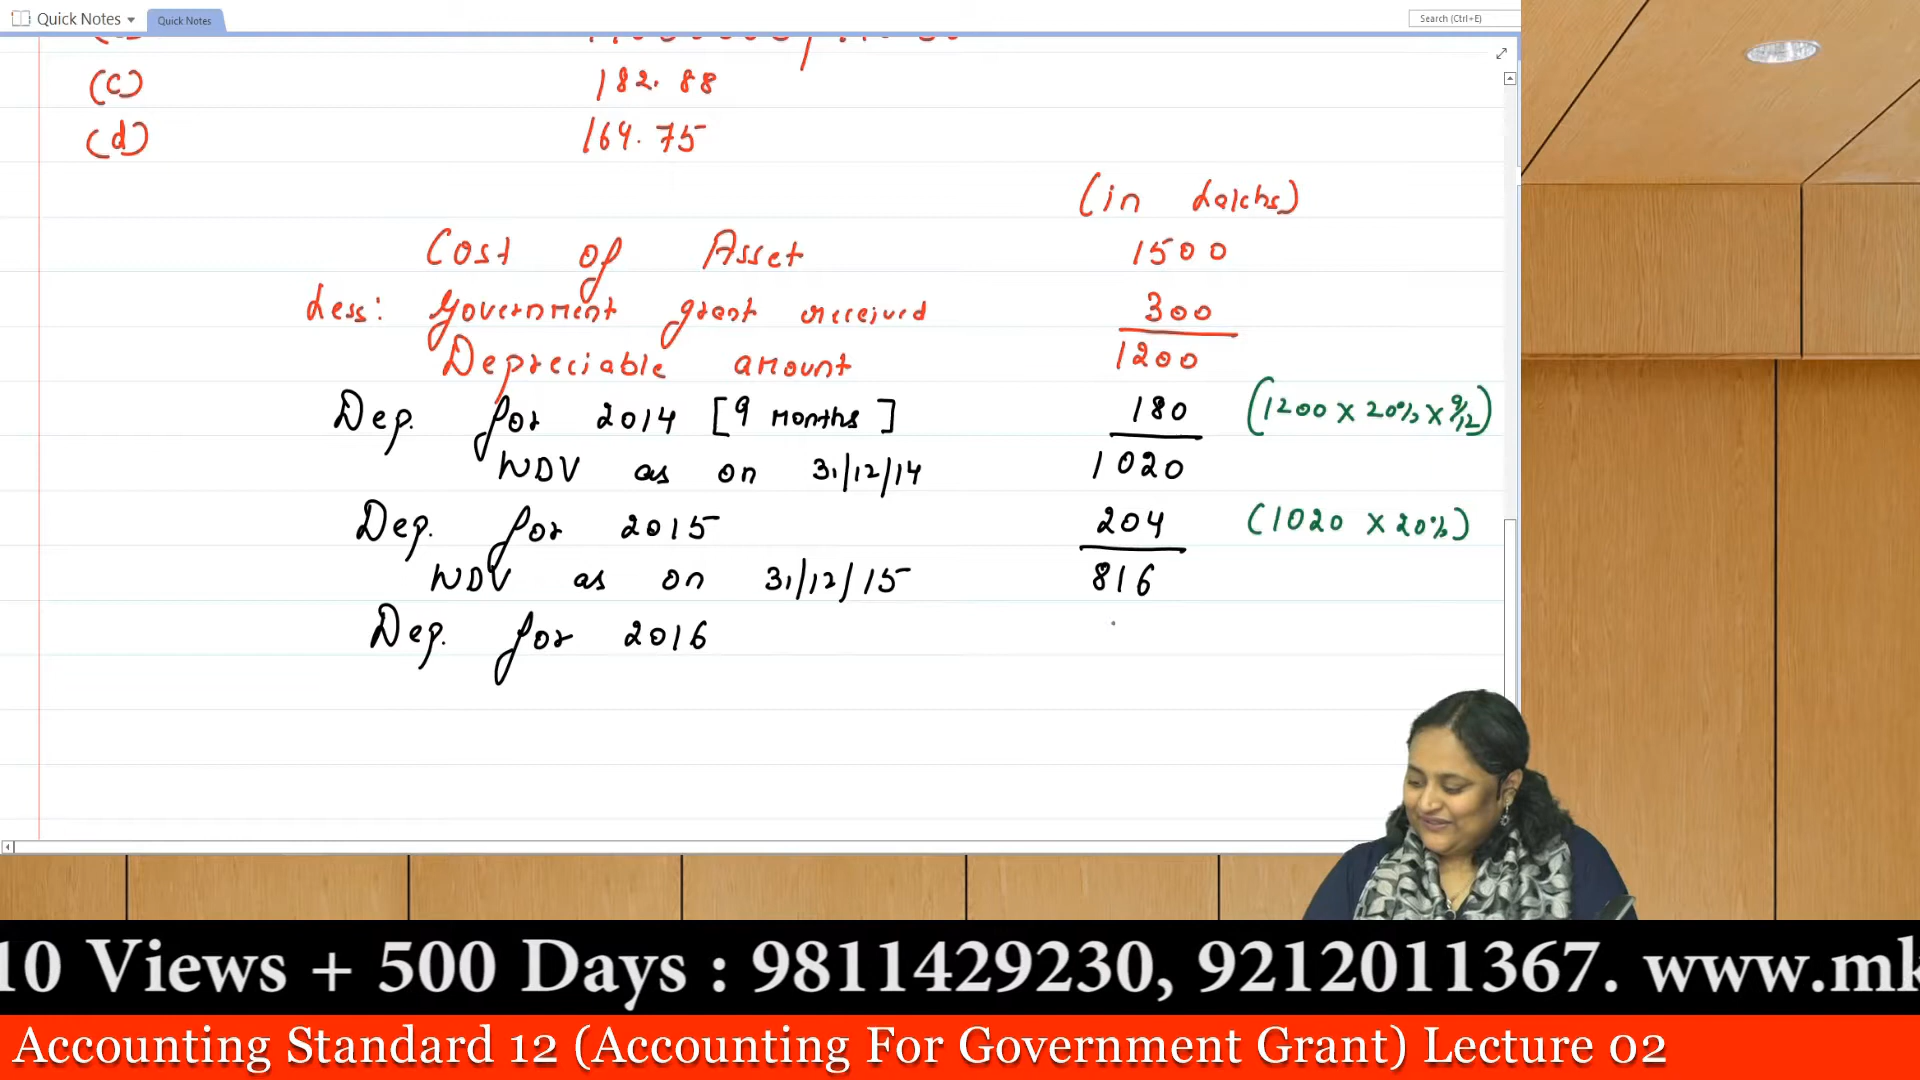 Quick Notes
Quick Notes
Search (Ctrl+E)
(c) 182.88
(d) 164.75
(in Lakhs)
Cost of Asset 1500
Less: Government grant received 300
Depreciable amount 1200
Dep. for 2014 [9 months] 180 (1200 x 20% x 9/12)
WDV as on 31/12/14 1020
Dep. for 2015 204 (1020 x 20%)
WDV as on 31/12/15 816
Dep. for 2016
10 Views + 500 Days : 9811429230, 9212011367. www.mk
Accounting Standard 12 (Accounting For Government Grant) Lecture 02